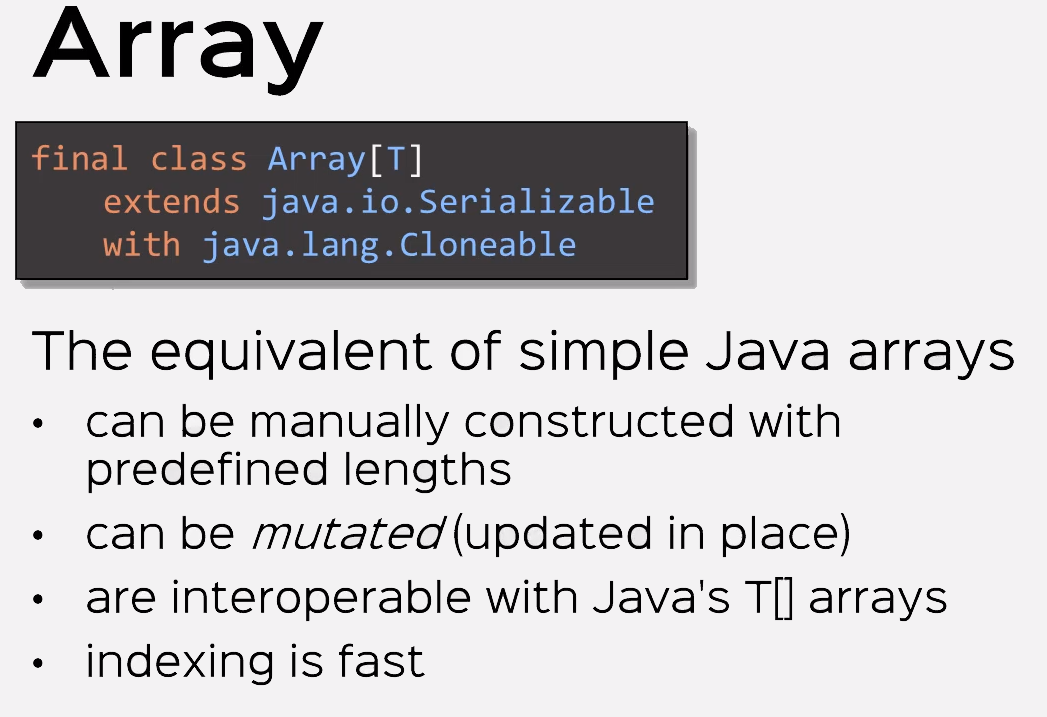 Array
final class Array[T]
extends java.io.Serializable
with java.lang.Cloneable
The equivalent of simple Java arrays
• can be manually constructed with
predefined lengths
• can be mutated (updated in place)
• are interoperable with Java's T[] arrays
• indexing is fast